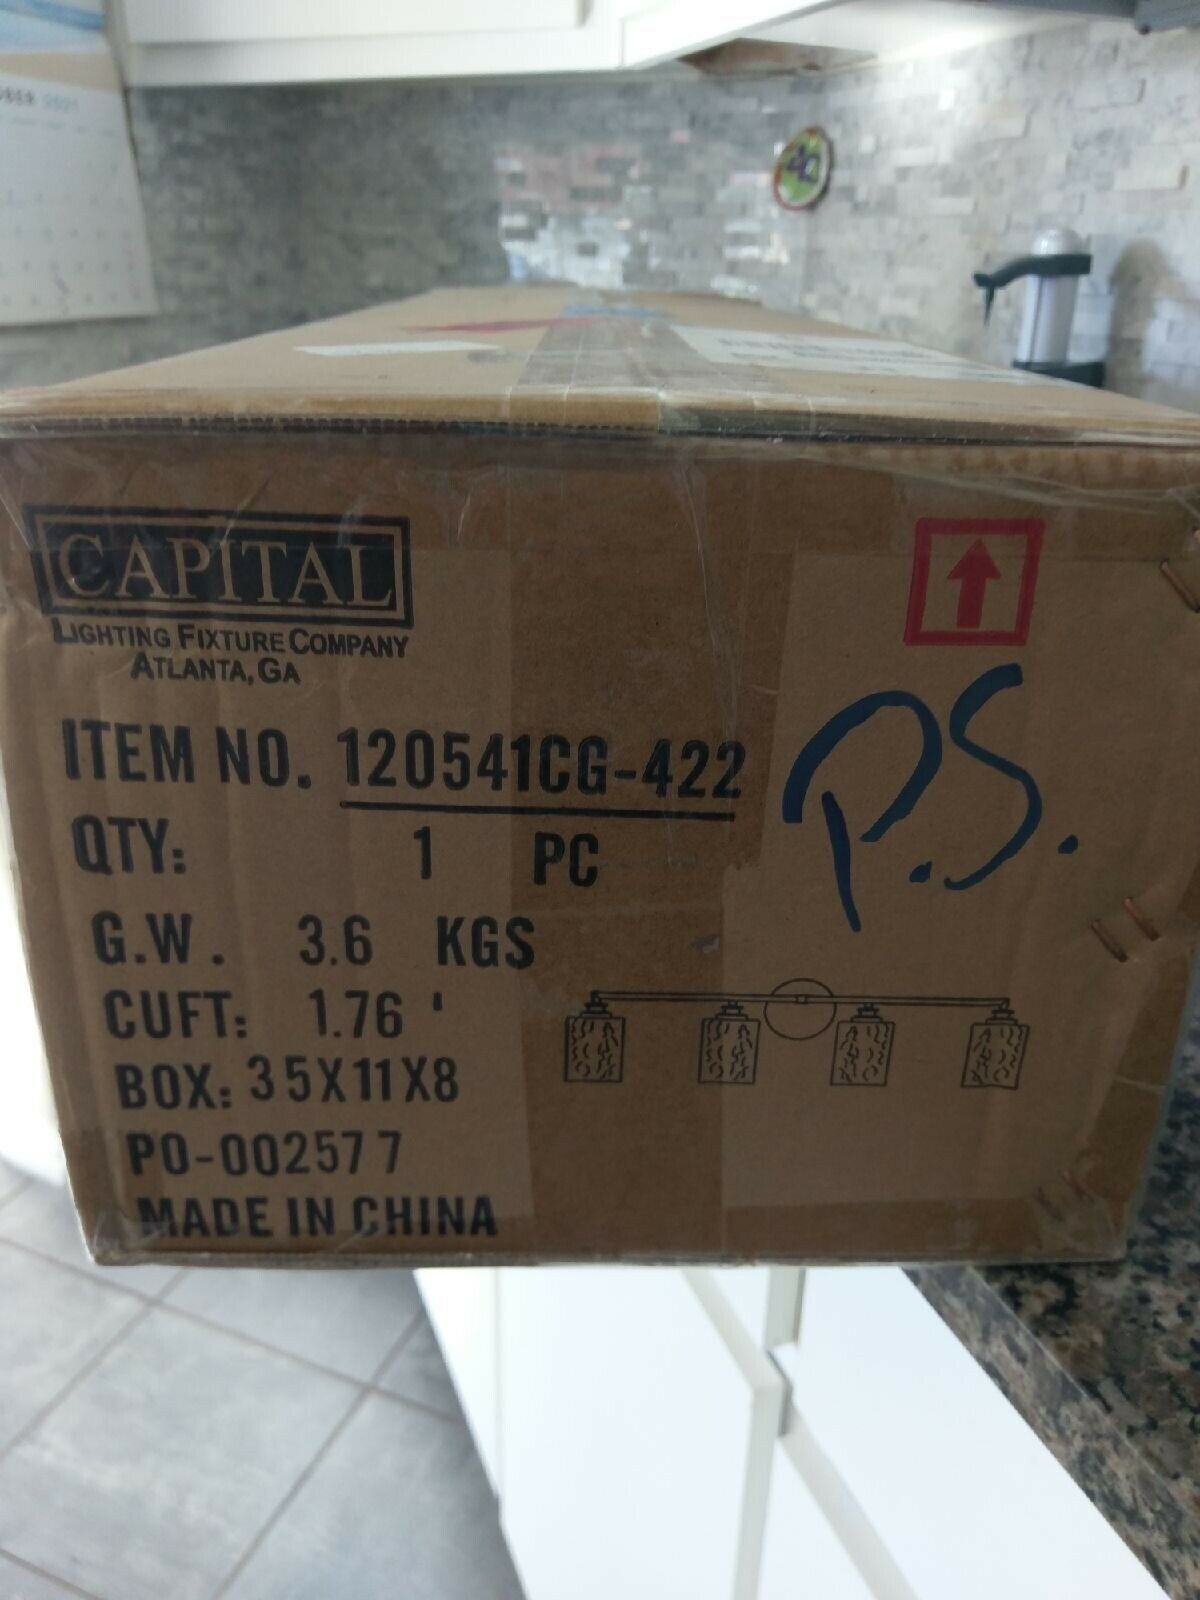 2021
CAPITAL
LIGHTING FIXTURE COMPANY
ATLANTA, GA
ITEM NO. 120541CG-422
P.S.
QTY: 1 PC
G.W. 3.6 KGS
CUFT: 1.76 '
BOX: 35X11X8
PO-002577
MADE IN CHINA